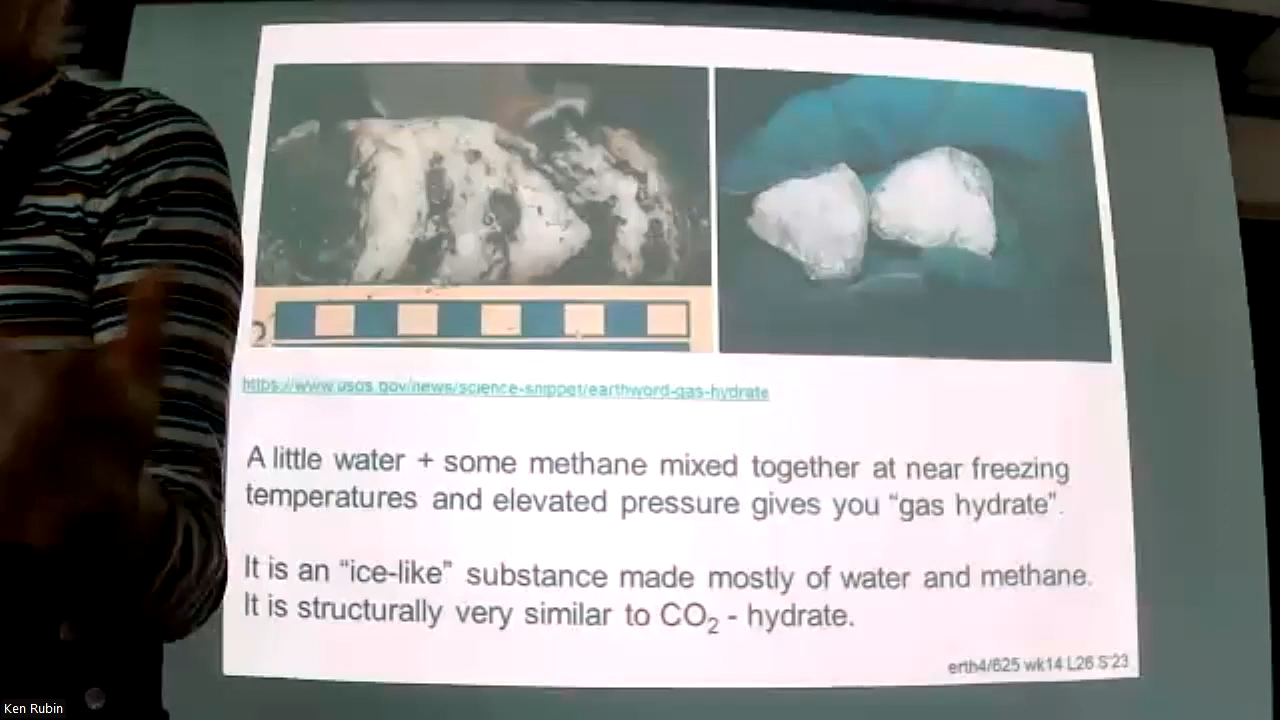 2
https://www.usgs.gov/news/science-snippet/earthword-gas-hydrate
A little water + some methane mixed together at near freezing
temperatures and elevated pressure gives you “gas hydrate”.
It is an “ice-like” substance made mostly of water and methane.
It is structurally very similar to CO₂ - hydrate.
erth4/625 wk14 L26 S'23
Ken Rubin